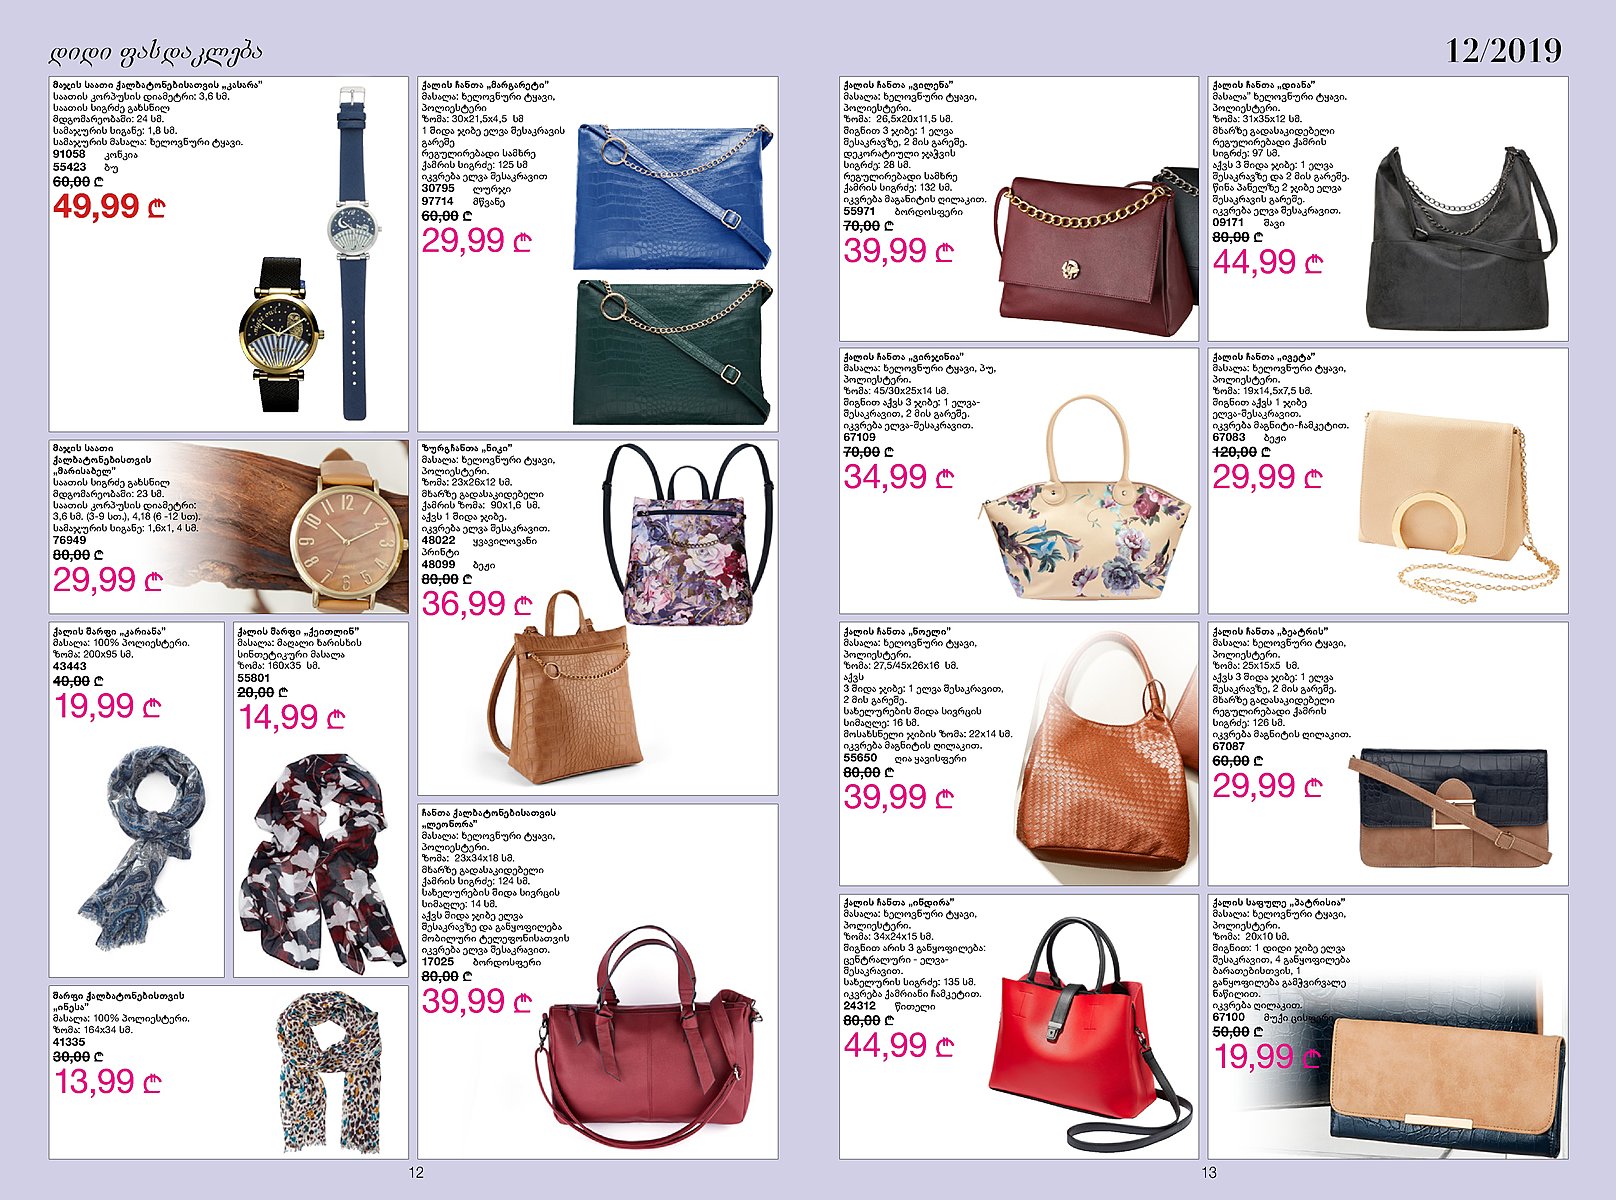 დიდი ფასდაკლება
12/2019
მაჯის საათი ქალბატონებისათვის „კასარა”
საათის კორპუსის დიამეტრი: 3,6 სმ.
საათის სიგრძე გახსნილ
მდგომარეობაში: 24 სმ.
სამაჯურის სიგანე: 1,8 სმ.
სამაჯურის მასალა: ხელოვნური ტყავი.
91058 კონკია
55423 ბუ
60,00 ₾
49,99 ₾
ქალის ჩანთა „მარგარეტი”
მასალა: ხელოვნური ტყავი,
პოლიესტერი
ზომა: 30x21,5x4,5 სმ
1 შიდა ჯიბე ელვა შესაკრავის
გარეშე
რეგულირებადი სამხრე
ქამრის სიგრძე: 125 სმ
იკვრება ელვა შესაკრავით
30795 ლურჯი
97714 მწვანე
60,00 ₾
29,99 ₾
მაჯის საათი
ქალბატონებისთვის
„მარისაბელ”
საათის სიგრძე გახსნილ
მდგომარეობაში: 23 სმ.
საათის კორპუსის დიამეტრი:
3,6 სმ. (3-9 სთ.), 4,18 (6 -12 სთ).
სამაჯურის სიგანე: 1,6x1, 4 სმ.
76949
80,00 ₾
29,99 ₾
ზურგჩანთა „ნიკი”
მასალა: ხელოვნური ტყავი,
პოლიესტერი.
ზომა: 23x26x12 სმ.
მხარზე გადასაკიდებელი
ქამრის ზომა: 90x1,6 სმ.
აქვს 1 შიდა ჯიბე.
იკვრება ელვა შესაკრავით.
48022 ყვავილოვანი
პრინტი
48099 ბეჟი
80,00 ₾
36,99 ₾
ქალის შარფი „კარიანა”
მასალა: 100% პოლიესტერი.
ზომა: 200x95 სმ.
43443
40,00 ₾
19,99 ₾
ქალის შარფი „ქეითლინ”
მასალა: მაღალი ხარისხის
სინთეტიკური მასალა
ზომა: 160x35 სმ.
55801
20,00 ₾
14,99 ₾
ჩანთა ქალბატონებისათვის
„ლეონორა”
მასალა: ხელოვნური ტყავი,
პოლიესტერი.
ზომა: 23x34x18 სმ.
მხარზე გადასაკიდებელი
ქამრის სიგრძე: 124 სმ.
სახელურების შიდა სივრცის
სიმაღლე: 14 სმ.
აქვს შიდა ჯიბე ელვა
შესაკრავზე და განყოფილება
მობილური ტელეფონისათვის
იკვრება ელვა შესაკრავით.
17025 ბორდოსფერი
80,00 ₾
39,99 ₾
შარფი ქალბატონებისთვის
„ინესა”
მასალა: 100% პოლიესტერი.
ზომა: 164x34 სმ.
41335
30,00 ₾
13,99 ₾
12
ქალის ჩანთა „ვილენა”
მასალა: ხელოვნური ტყავი,
პოლიესტერი.
ზომა: 26,5x20x11,5 სმ.
შიგნით 3 ჯიბე: 1 ელვა
შესაკრავზე, 2 მის გარეშე.
დეკორატიული ჯაჭვის
სიგრძე: 28 სმ.
რეგულირებადი სამხრე
ქამრის სიგრძე: 132 სმ.
იკვრება მაგნიტის ღილაკით.
55971 ბორდოსფერი
70,00 ₾
39,99 ₾
ქალის ჩანთა „დიანა”
მასალა” ხელოვნური ტყავი.
პოლიესტერი.
ზომა: 31x35x12 სმ.
მხარზე გადასაკიდებელი
რეგულირებადი ქამრის
სიგრძე: 97 სმ.
აქვს 3 შიდა ჯიბე: 1 ელვა
შესაკრავზე და 2 მის გარეშე.
წინა პანელზე 2 ჯიბე ელვა
შესაკრავის გარეშე.
იკვრება ელვა შესაკრავით.
09171 შავი
80,00 ₾
44,99 ₾
ქალის ჩანთა „ვირჯინია”
მასალა: ხელოვნური ტყავი, პუ,
პოლიესტერი.
ზომა: 45/30x25x14 სმ.
შიგნით აქვს 3 ჯიბე: 1 ელვა-
შესაკრავით, 2 მის გარეშე.
იკვრება ელვა-შესაკრავით.
67109
70,00 ₾
34,99 ₾
ქალის ჩანთა „ივეტა”
მასალა: ხელოვნური ტყავი,
პოლიესტერი.
ზომა: 19x14,5x7,5 სმ.
შიგნით აქვს 1 ჯიბე
ელვა-შესაკრავით.
იკვრება მაგნიტი-ჩამკეტით.
67083 ბეჟი
120,00 ₾
29,99 ₾
ქალის ჩანთა „ნოელი”
მასალა: ხელოვნური ტყავი,
პოლიესტერი.
ზომა: 27,5/45x26x16 სმ.
აქვს
3 შიდა ჯიბე: 1 ელვა შესაკრავით,
2 მის გარეშე.
სახელურების შიდა სივრცის
სიმაღლე: 16 სმ.
მოსახსნელი ჯიბის ზომა: 22x14 სმ.
იკვრება მაგნიტის ღილაკით.
55650 ღია ყავისფერი
80,00 ₾
39,99 ₾
ქალის ჩანთა „ბეატრის”
მასალა: ხელოვნური ტყავი,
პოლიესტერი.
ზომა: 25x15x5 სმ.
აქვს 3 შიდა ჯიბე: 1 ელვა
შესაკრავზე, 2 მის გარეშე.
მხარზე გადასაკიდებელი
რეგულირებადი ქამრის
სიგრძე: 126 სმ.
იკვრება მაგნიტის ღილაკით.
67087
60,00 ₾
29,99 ₾
ქალის ჩანთა „ინდირა”
მასალა: ხელოვნური ტყავი,
პოლიესტერი.
ზომა: 34x24x15 სმ.
შიგნით არის 3 განყოფილება:
ცენტრალური - ელვა-
შესაკრავით.
სახელურის სიგრძე: 135 სმ.
იკვრება ქამრიანი ჩამკეტით.
24312 წითელი
80,00 ₾
44,99 ₾
ქალის საფულე „პატრისია”
მასალა: ხელოვნური ტყავი,
პოლიესტერი.
ზომა: 20x10 სმ.
შიგნით: 1 დიდი ჯიბე ელვა
შესაკრავით, 4 განყოფილება
ბარათებისთვის, 1
განყოფილება გამჭვირვალე
ნაწილით.
იკვრება ღილაკით.
67100 მუქი ცისფერი
50,00 ₾
19,99 ₾
13